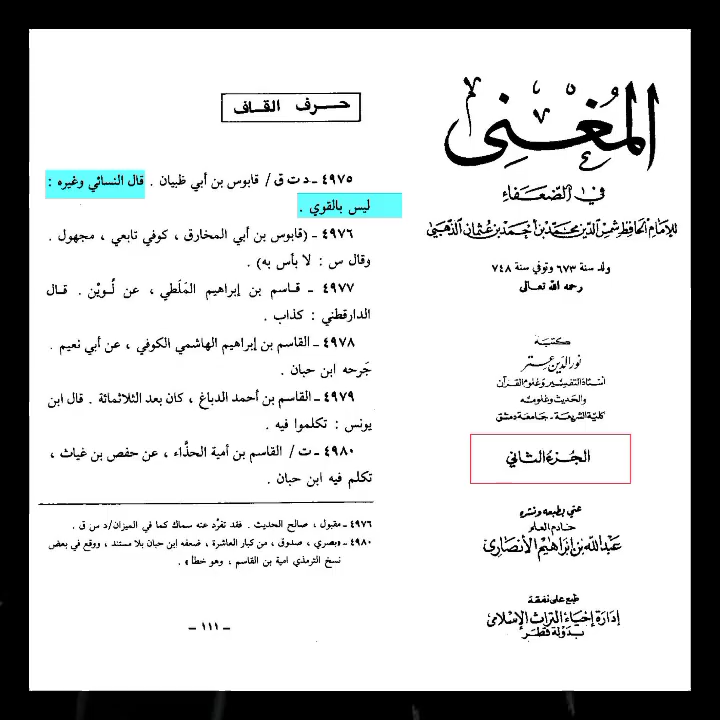 المُغْنِي
في الضعفاء
للإمام الحافظ شمس الدين محمد بن أحمد بن عثمان الذهبي
ولد سنة ٦٧٣ وتوفي سنة ٧٤٨
رحمه الله تعالى
كتبه
نور الدين عتر
أستاذ التفسير وعلوم القرآن
والحديث وعلومه
كلية الشريعة - جامعة دمشق
الجزء الثاني
عني بطبعه ونشره
خادم العلم
عبد الله بن إبراهيم الأنصاري
طبع على نفقة
إدارة إحياء التراث الإسلامي
بدولة قطر
حرف القاف
٤٩٧٥ - د ت ق / قابوس بن أبي ظبيان . قال النسائي وغيره :
ليس بالقوي .
٤٩٧٦ - (قابوس بن أبي المخارق ، كوفي تابعي ، مجهول .
وقال س : لا بأس به) .
٤٩٧٧ - قاسم بن إبراهيم المَلَطي ، عن لُوَيْن . قال
الدارقطني : كذاب .
٤٩٧٨ - القاسم بن إبراهيم الهاشمي الكوفي ، عن أبي نعيم .
جَرحه ابن حبان .
٤٩٧٩ - القاسم بن أحمد الدباغ ، كان بعد الثلاثمائة . قال ابن
يونس : تكلموا فيه .
٤٩٨٠ - ت / القاسم بن أمية الحذَّاء ، عن حفص بن غياث ،
تكلم فيه ابن حبان .
٤٩٧٦ - مقبول ، صالح الحديث . فقد تفرَّد عنه سماك كما في الميزان/د س ق .
٤٩٨٠ - «بصري ، صدوق ، من كبار العاشرة ، ضعفه ابن حبان بلا مستند ، ووقع في بعض
نسخ الترمذي امية بن القاسم ، وهو خطأ» .
– ١١١ –